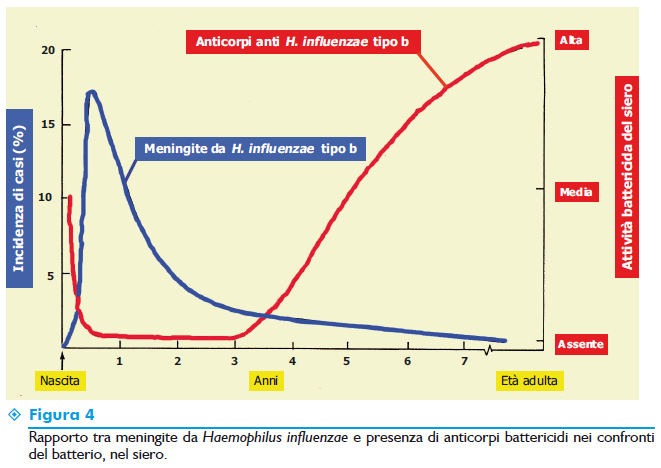 20
Anticorpi anti H. influenzae tipo b
Alta
15
Meningite da H. influenzae tipo b
10
Media
5
Assente
Incidenza di casi (%)
Attività battericida del siero
1 2 3 4 5 6 7
Nascita Anni Età adulta
Figura 4
Rapporto tra meningite da Haemophilus influenzae e presenza di anticorpi battericidi nei confronti
del batterio, nel siero.